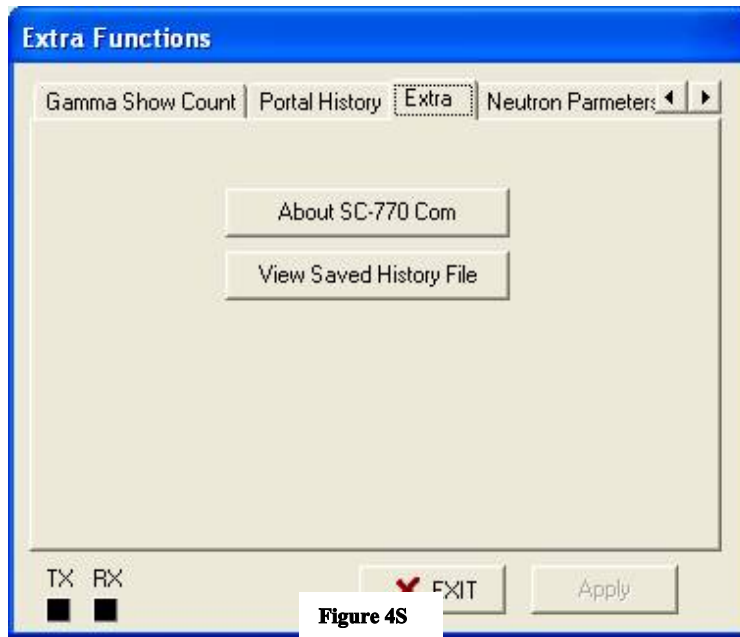 Extra Functions
Gamma Show Count Portal History Extra Neutron Parmeters
About SC-770 Com
View Saved History File
TX RX
EXIT Apply
Figure 4S